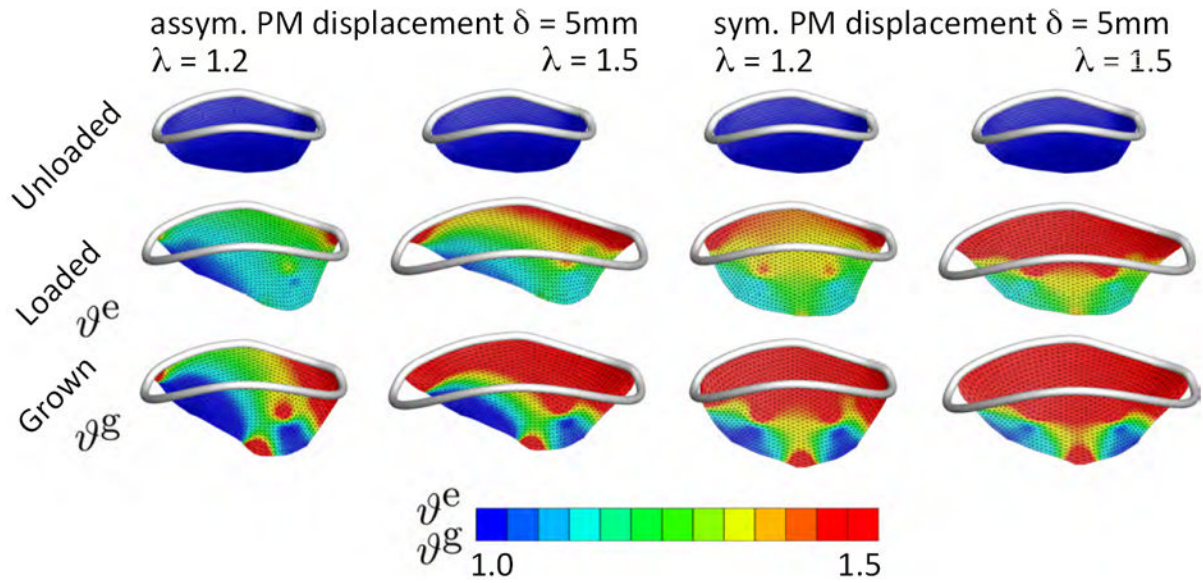 assym. PM displacement δ = 5mm
λ = 1.2 λ = 1.5
sym. PM displacement δ = 5mm
λ = 1.2 λ = 1.5
Unloaded
Loaded
ϑe
Grown
ϑg
ϑe
ϑg
1.0 1.5